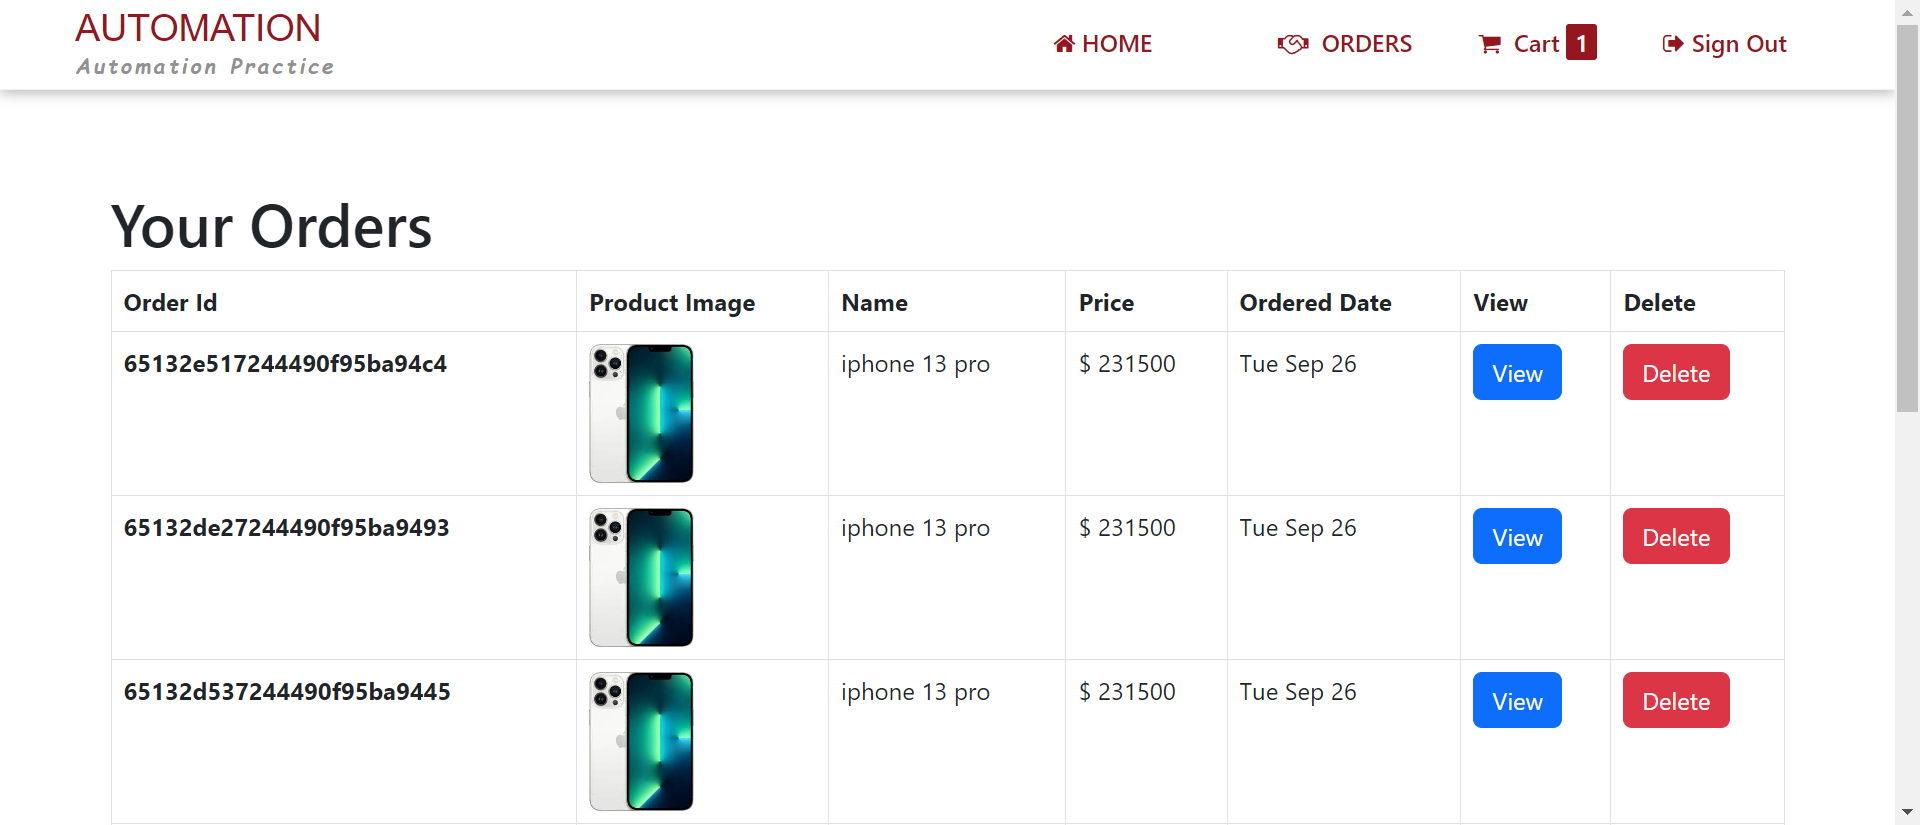 AUTOMATION
Automation Practice
HOME
ORDERS
Cart 1
Sign Out
Your Orders
Order Id Product Image Name Price Ordered Date View Delete
65132e517244490f95ba94c4 iphone 13 pro $ 231500 Tue Sep 26 View Delete
65132de27244490f95ba9493 iphone 13 pro $ 231500 Tue Sep 26 View Delete
65132d537244490f95ba9445 iphone 13 pro $ 231500 Tue Sep 26 View Delete